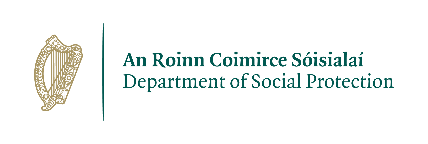 An Roinn Coimirce Sóisialaí
Department of Social Protection